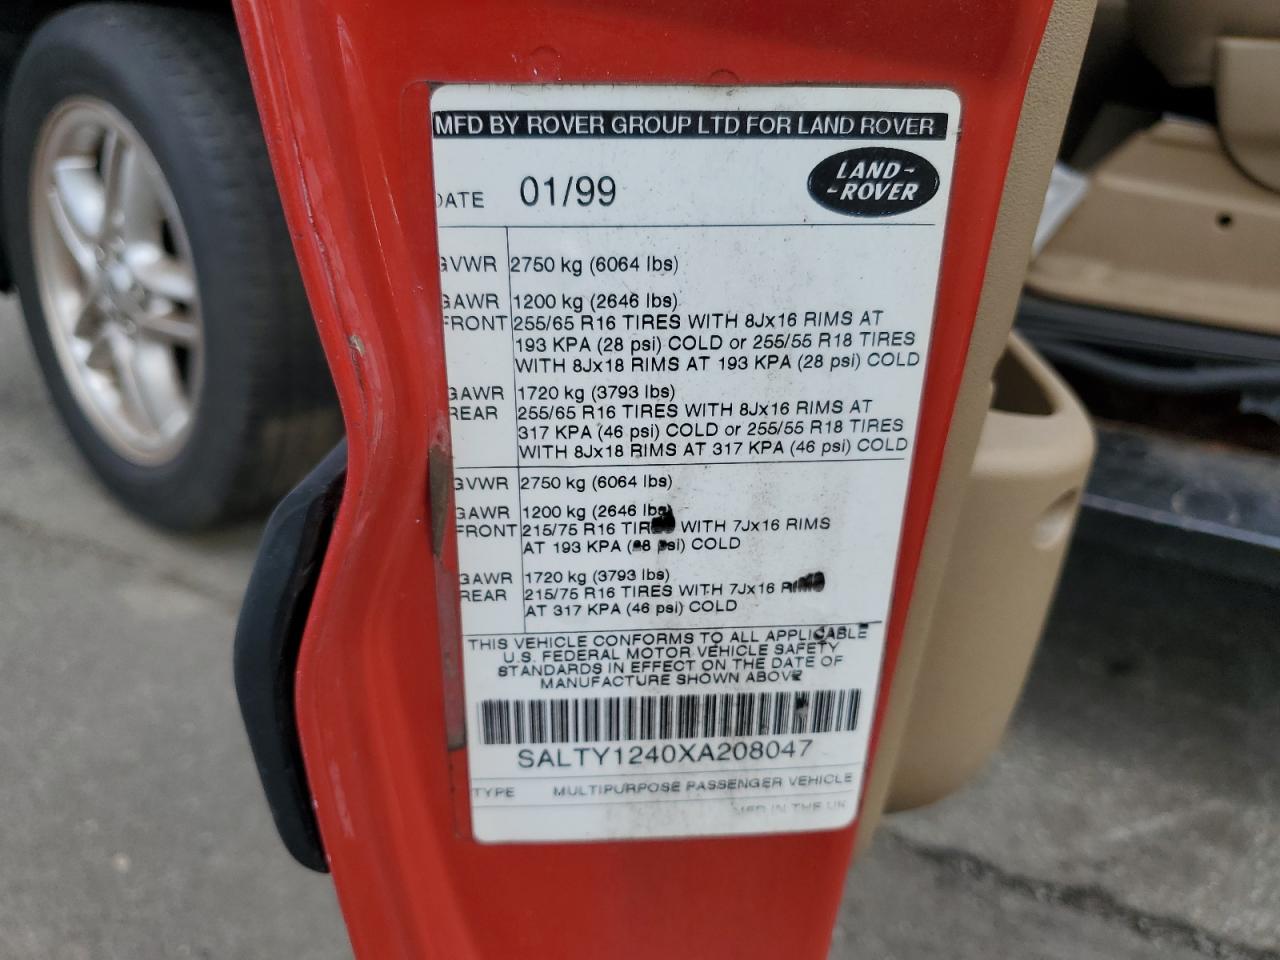 MFD BY ROVER GROUP LTD FOR LAND ROVER
DATE 01/99
LAND-
-ROVER
GVWR 2750 kg (6064 lbs)
GAWR 1200 kg (2646 lbs)
FRONT 255/65 R16 TIRES WITH 8Jx16 RIMS AT
193 KPA (28 psi) COLD or 255/55 R18 TIRES
WITH 8Jx18 RIMS AT 193 KPA (28 psi) COLD
GAWR 1720 kg (3793 lbs)
REAR 255/65 R16 TIRES WITH 8Jx16 RIMS AT
317 KPA (46 psi) COLD or 255/55 R18 TIRES
WITH 8Jx18 RIMS AT 317 KPA (46 psi) COLD
GVWR 2750 kg (6064 lbs)
GAWR 1200 kg (2646 lbs)
FRONT 215/75 R16 TIRES WITH 7Jx16 RIMS
AT 193 KPA (28 psi) COLD
GAWR 1720 kg (3793 lbs)
REAR 215/75 R16 TIRES WITH 7Jx16 RIMS
AT 317 KPA (46 psi) COLD
THIS VEHICLE CONFORMS TO ALL APPLICABLE
U.S. FEDERAL MOTOR VEHICLE SAFETY
STANDARDS IN EFFECT ON THE DATE OF
MANUFACTURE SHOWN ABOVE
SALTY1240XA208047
TYPE MULTIPURPOSE PASSENGER VEHICLE
IN THE UK